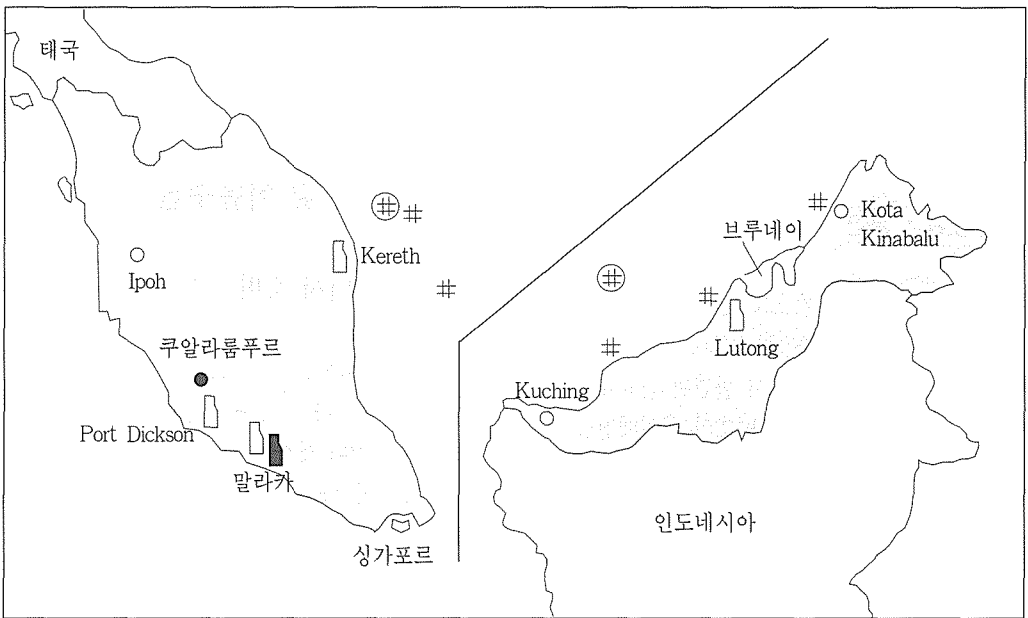 태국
Kereth
Ipoh
쿠알라룸푸르
Port Dickson
말라카
싱가포르
Kota
Kinabalu
브루네이
Lutong
Kuching
인도네시아